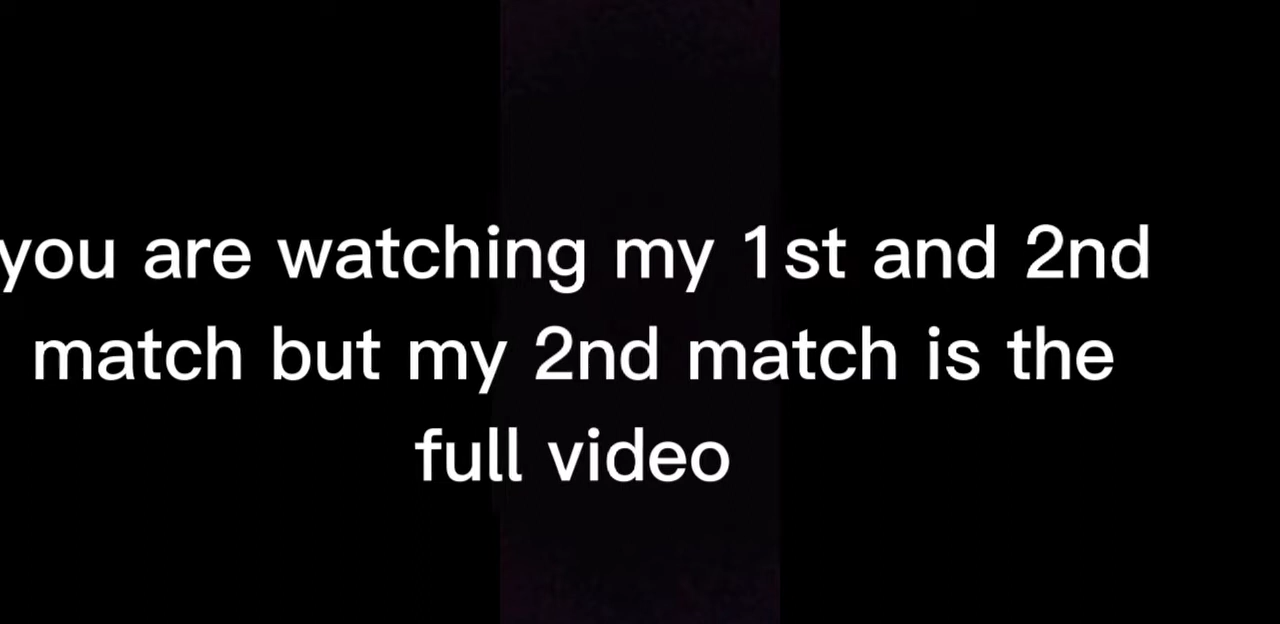 you are watching my 1st and 2nd
match but my 2nd match is the
full video